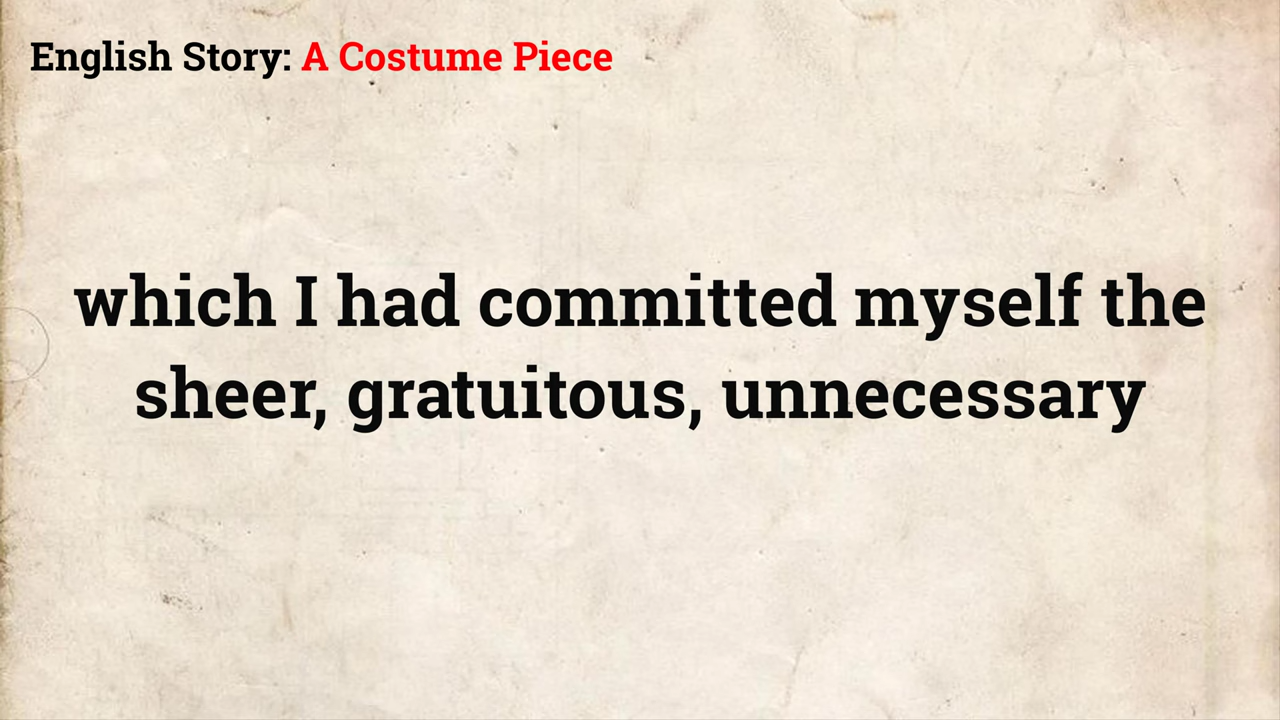 English Story: A Costume Piece
which I had committed myself the
sheer, gratuitous, unnecessary